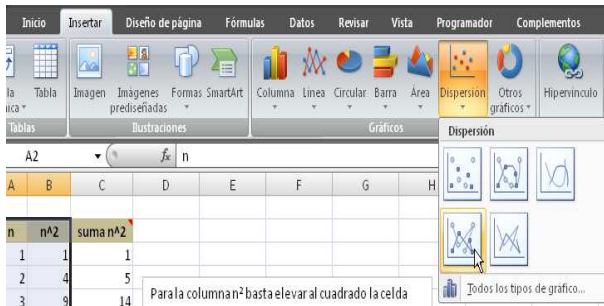 Inicio Insertar Diseño de página Fórmulas Datos Revisar Vista Programador Complementos
Tabla Imagen Imágenes prediseñadas Formas SmartArt Columna Línea Circular Barra Área Dispersión Otros gráficos Hipervínculo
Tablas Ilustraciones Gráficos
Dispersión
A2 fx n
A B C D E F G H
n n^2 suma n^2
1 1 1
2 4 5
3 9 14
Para la columna n² basta elevar al cuadrado la celda
Todos los tipos de gráfico...